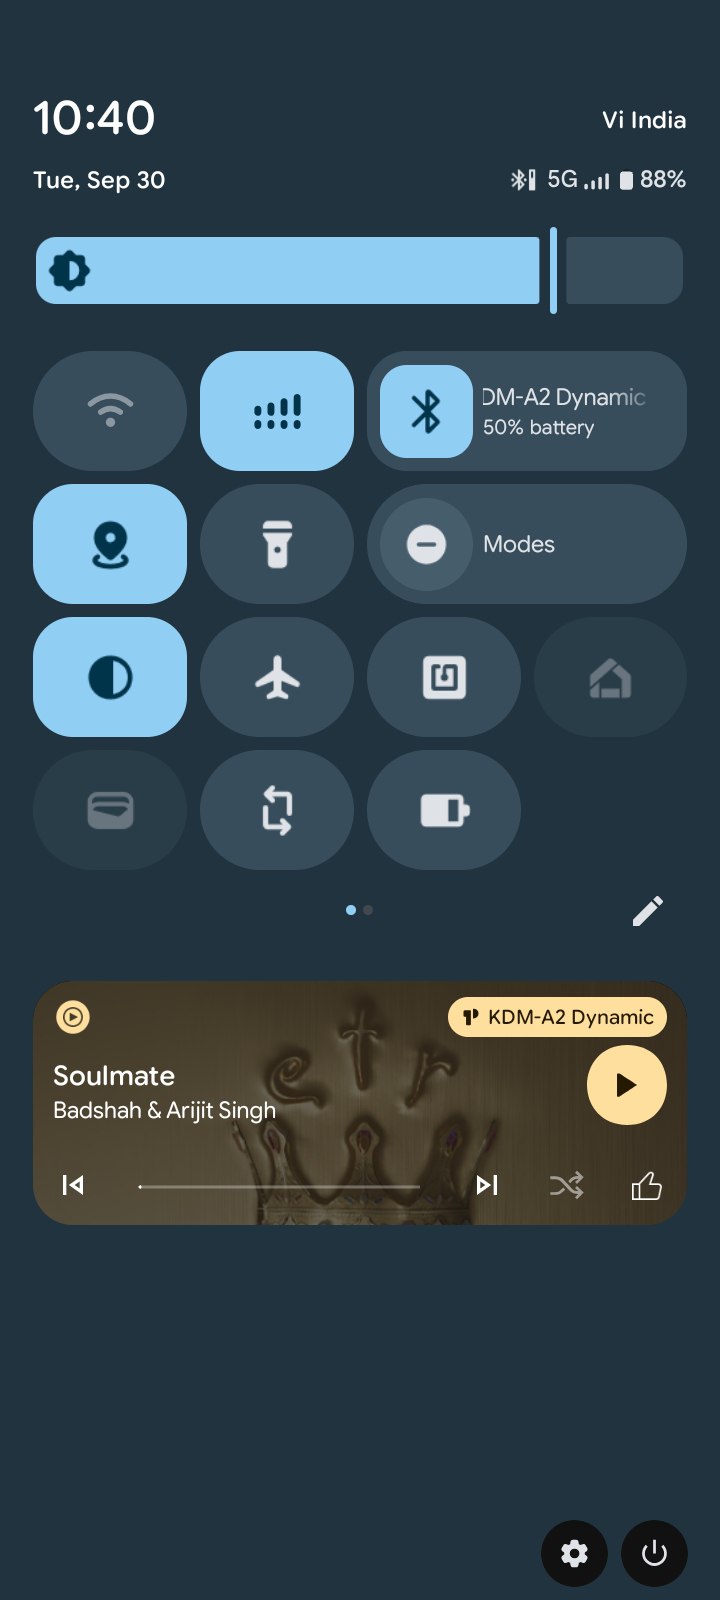 10:40
Vi India
Tue, Sep 30
5G 88%
DM-A2 Dynamic
50% battery
Modes
etr
KDM-A2 Dynamic
Soulmate
Badshah & Arijit Singh